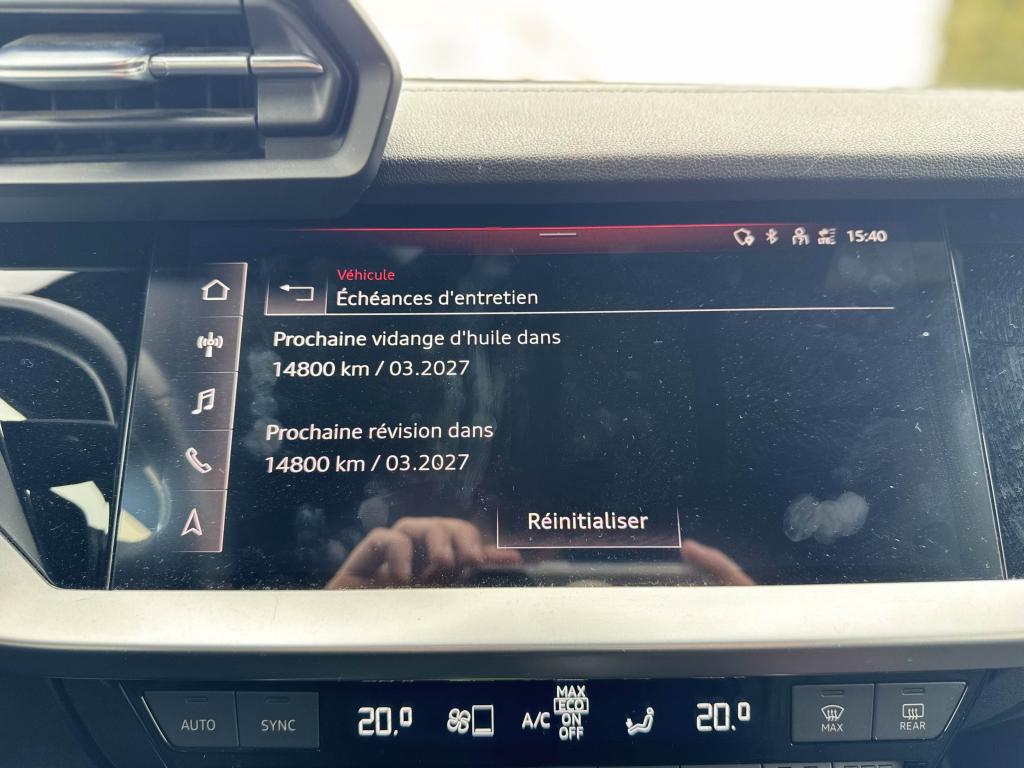 15:40
Véhicule
Échéances d'entretien
Prochaine vidange d'huile dans
14800 km / 03.2027
Prochaine révision dans
14800 km / 03.2027
Réinitialiser
AUTO
SYNC
20.0
A/C
MAX
ECO
ON
OFF
20.0
MAX
REAR